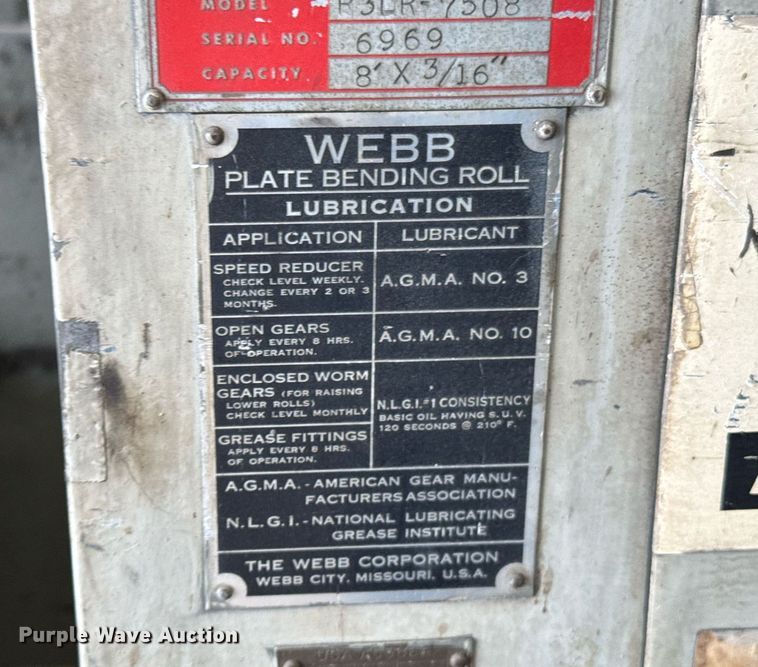 MODEL R3LR-7508
SERIAL NO. 6969
CAPACITY 8' X 3/16"
WEBB
PLATE BENDING ROLL
LUBRICATION
APPLICATION LUBRICANT
SPEED REDUCER
CHECK LEVEL WEEKLY.
CHANGE EVERY 2 OR 3
MONTHS.
A.G.M.A. NO. 3
OPEN GEARS
APPLY EVERY 8 HRS.
OF OPERATION.
A.G.M.A. NO. 10
ENCLOSED WORM
GEARS (FOR RAISING
LOWER ROLLS)
CHECK LEVEL MONTHLY
GREASE FITTINGS
APPLY EVERY 8 HRS.
OF OPERATION.
N.L.G.I. #1 CONSISTENCY
BASIC OIL HAVING S.U.V.
120 SECONDS @ 210° F.
A.G.M.A. - AMERICAN GEAR MANU-
FACTURERS ASSOCIATION
N.L.G.I. - NATIONAL LUBRICATING
GREASE INSTITUTE
THE WEBB CORPORATION
WEBB CITY, MISSOURI, U.S.A.
Purple Wave Auction